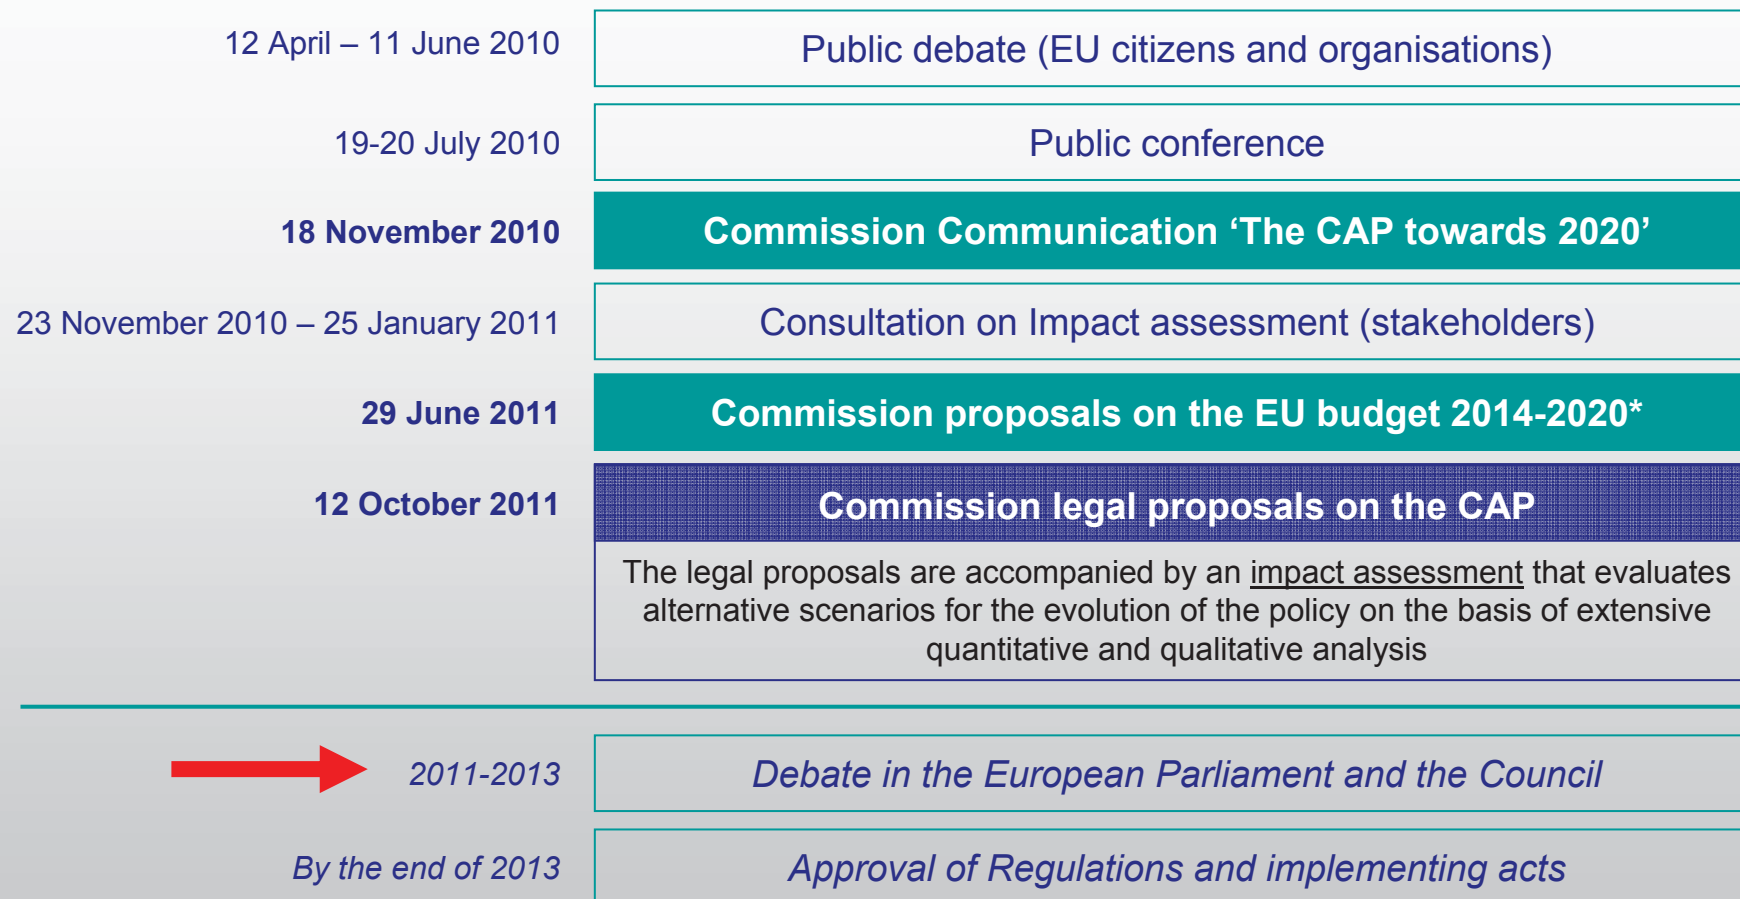 12 April – 11 June 2010
Public debate (EU citizens and organisations)
19-20 July 2010
Public conference
18 November 2010
Commission Communication ‘The CAP towards 2020’
23 November 2010 – 25 January 2011
Consultation on Impact assessment (stakeholders)
29 June 2011
Commission proposals on the EU budget 2014-2020*
12 October 2011
Commission legal proposals on the CAP
The legal proposals are accompanied by an impact assessment that evaluates
alternative scenarios for the evolution of the policy on the basis of extensive
quantitative and qualitative analysis
2011-2013
Debate in the European Parliament and the Council
By the end of 2013
Approval of Regulations and implementing acts